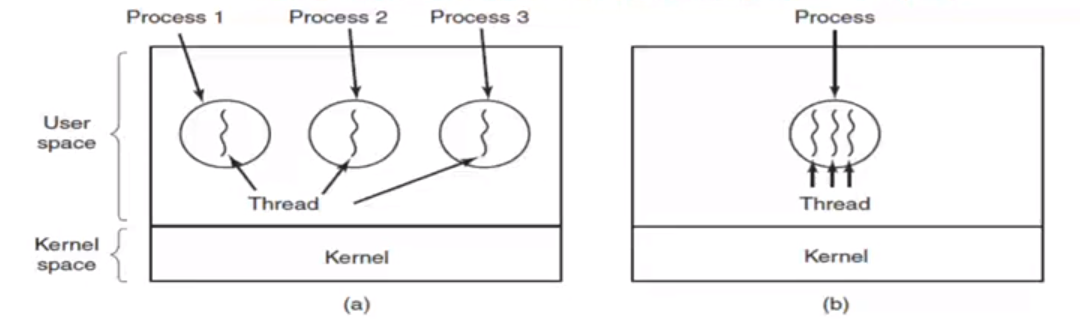 Process 1
Process 2
Process 3
Process
User
space
Thread
Thread
Kernel
space
Kernel
Kernel
(a)
(b)